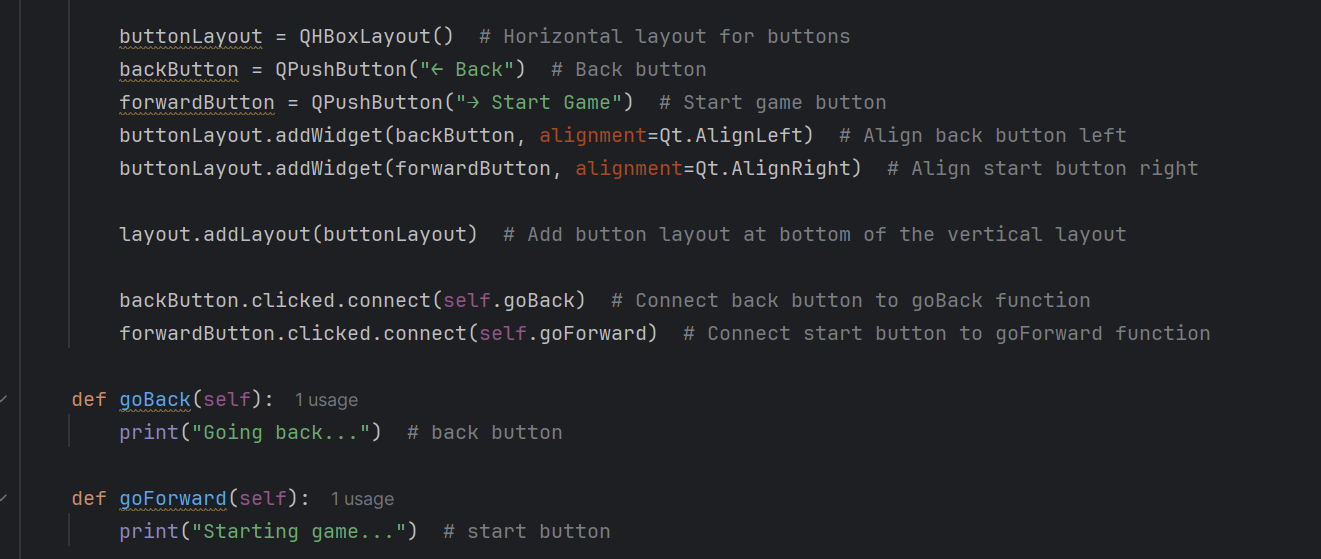 buttonLayout = QHBoxLayout()  # Horizontal layout for buttons
backButton = QPushButton("← Back")  # Back button
forwardButton = QPushButton("→ Start Game")  # Start game button
buttonLayout.addWidget(backButton, alignment=Qt.AlignLeft)  # Align back button left
buttonLayout.addWidget(forwardButton, alignment=Qt.AlignRight)  # Align start button right
layout.addLayout(buttonLayout)  # Add button layout at bottom of the vertical layout
backButton.clicked.connect(self.goBack)  # Connect back button to goBack function
forwardButton.clicked.connect(self.goForward)  # Connect start button to goForward function
def goBack(self):  1 usage
print("Going back...")  # back button
def goForward(self):  1 usage
print("Starting game...")  # start button